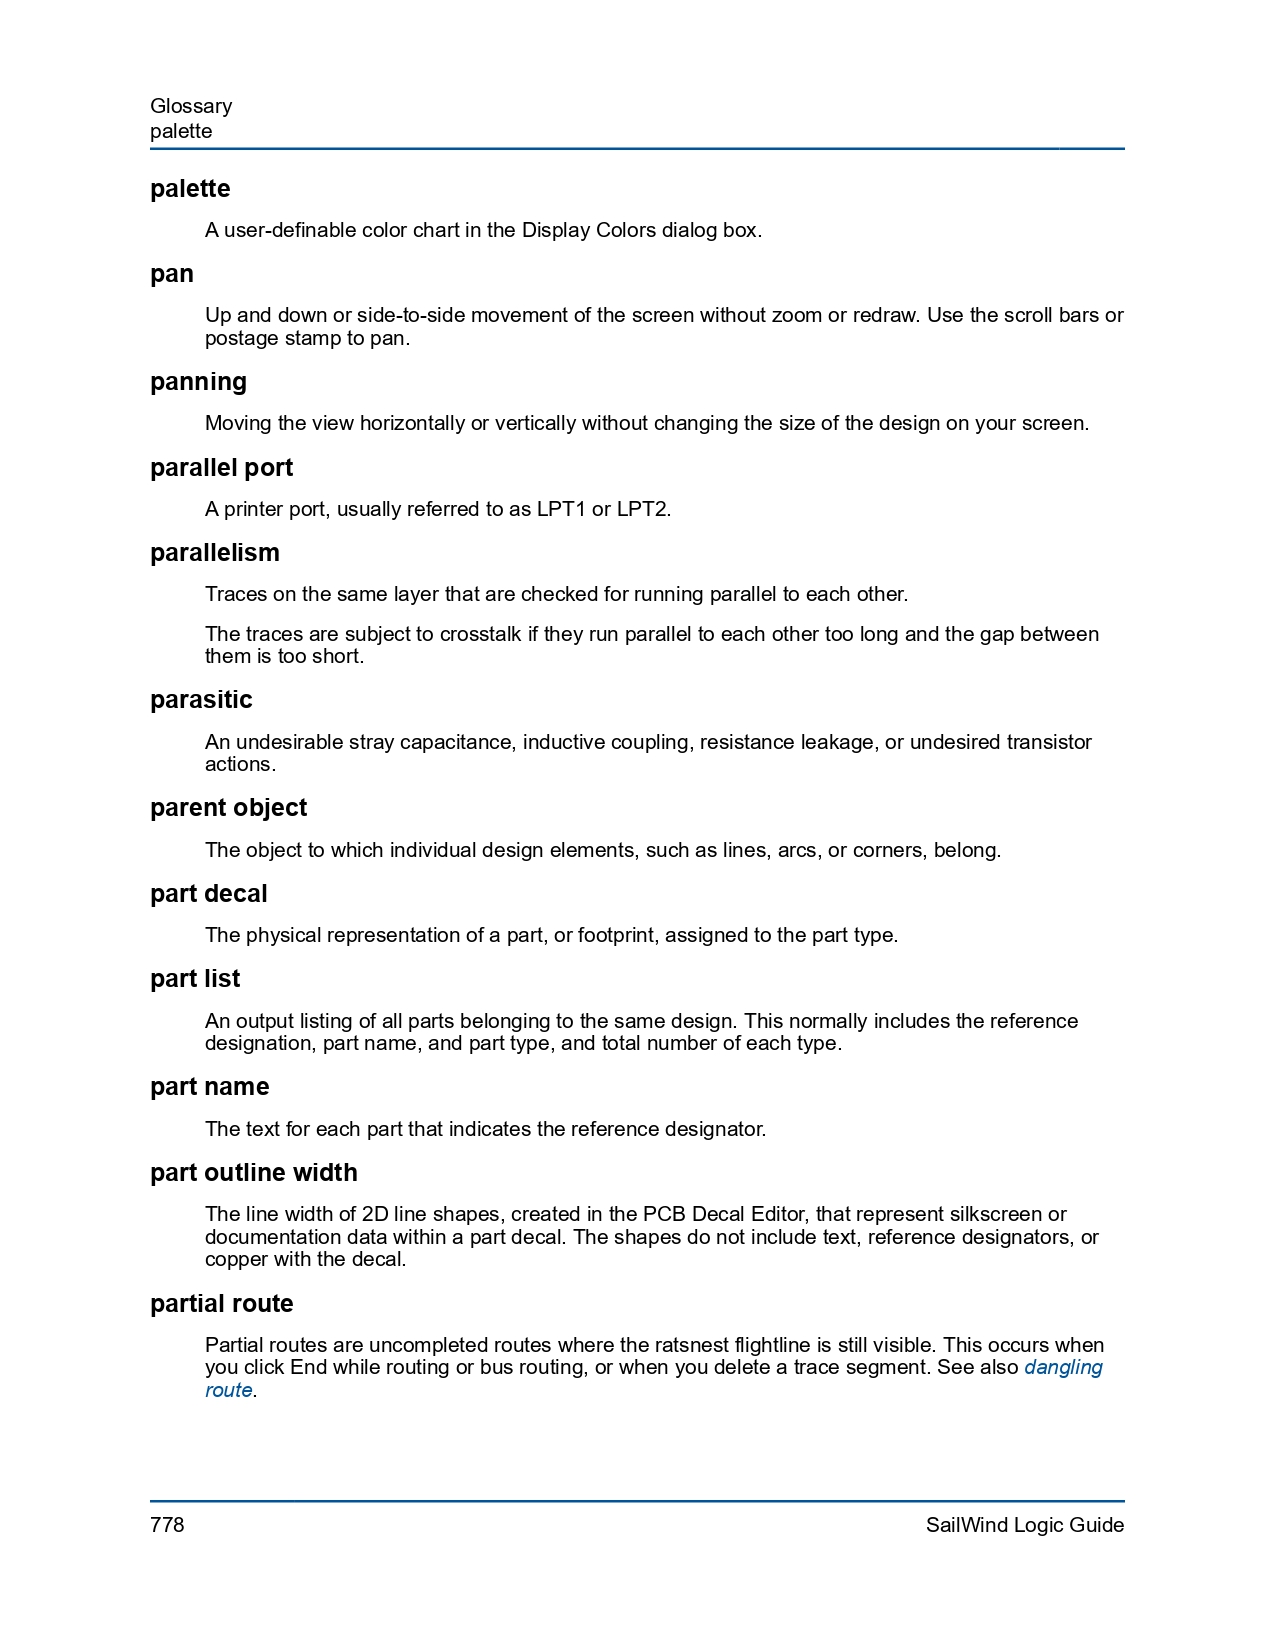 Glossary
palette
palette
A user-definable color chart in the Display Colors dialog box.
pan
Up and down or side-to-side movement of the screen without zoom or redraw. Use the scroll bars or
postage stamp to pan.
panning
Moving the view horizontally or vertically without changing the size of the design on your screen.
parallel port
A printer port, usually referred to as LPT1 or LPT2.
parallelism
Traces on the same layer that are checked for running parallel to each other.
The traces are subject to crosstalk if they run parallel to each other too long and the gap between
them is too short.
parasitic
An undesirable stray capacitance, inductive coupling, resistance leakage, or undesired transistor
actions.
parent object
The object to which individual design elements, such as lines, arcs, or corners, belong.
part decal
The physical representation of a part, or footprint, assigned to the part type.
part list
An output listing of all parts belonging to the same design. This normally includes the reference
designation, part name, and part type, and total number of each type.
part name
The text for each part that indicates the reference designator.
part outline width
The line width of 2D line shapes, created in the PCB Decal Editor, that represent silkscreen or
documentation data within a part decal. The shapes do not include text, reference designators, or
copper with the decal.
partial route
Partial routes are uncompleted routes where the ratsnest flightline is still visible. This occurs when
you click End while routing or bus routing, or when you delete a trace segment. See also dangling
route.
778
SailWind Logic Guide